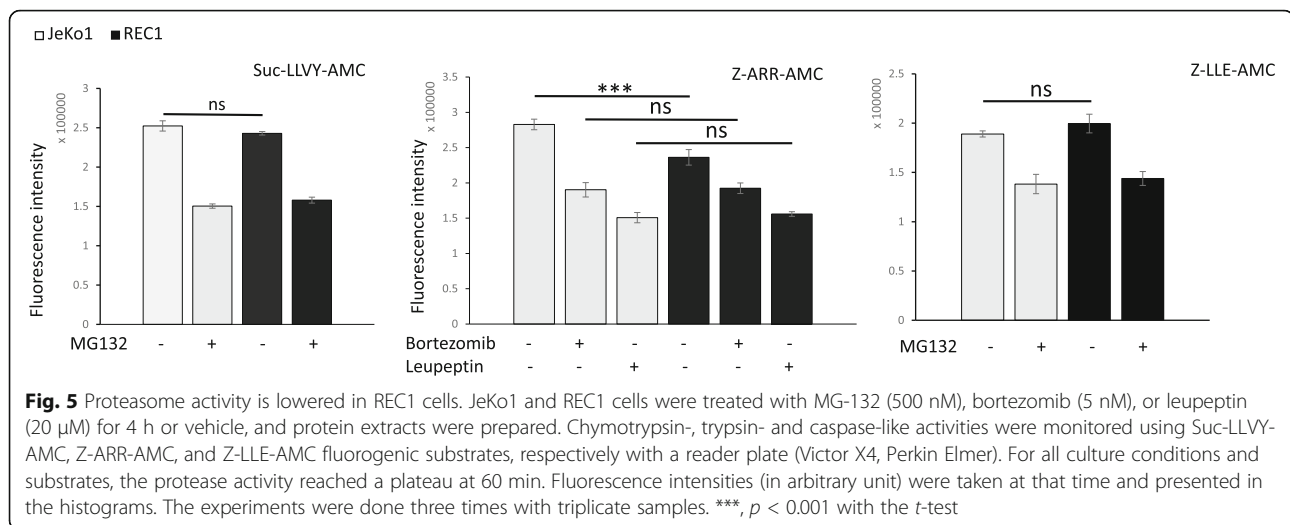 □ JeKo1 ■ REC1
Suc-LLVY-AMC
Fluorescence intensity
x 100000
3
2.5
2
1.5
1
0.5
0
ns
MG132 - + - +
Z-ARR-AMC
Fluorescence intensity
x 100000
3.5
3
2.5
2
1.5
1
0.5
0
***
ns
ns
Bortezomib - + - - + -
Leupeptin - - + - - +
Z-LLE-AMC
x 100000
2.5
2
1.5
1
0.5
0
ns
MG132 - + - +
Fig. 5 Proteasome activity is lowered in REC1 cells. JeKo1 and REC1 cells were treated with MG-132 (500 nM), bortezomib (5 nM), or leupeptin
(20 μM) for 4 h or vehicle, and protein extracts were prepared. Chymotrypsin-, trypsin- and caspase-like activities were monitored using Suc-LLVY-
AMC, Z-ARR-AMC, and Z-LLE-AMC fluorogenic substrates, respectively with a reader plate (Victor X4, Perkin Elmer). For all culture conditions and
substrates, the protease activity reached a plateau at 60 min. Fluorescence intensities (in arbitrary unit) were taken at that time and presented in
the histograms. The experiments were done three times with triplicate samples. ***, p < 0.001 with the t-test